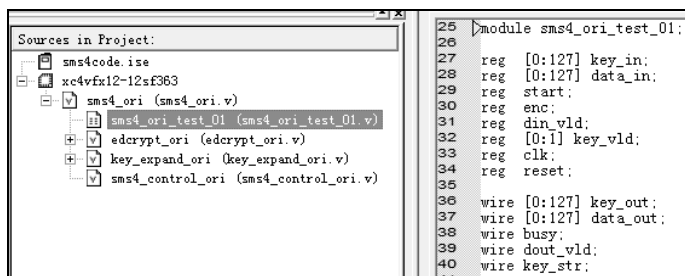 Sources in Project:
sms4code.ise
xc4vfx12-12sf363
sms4_ori (sms4_ori.v)
sms4_ori_test_01 (sms4_ori_test_01.v)
edcrypt_ori (edcrypt_ori.v)
key_expand_ori (key_expand_ori.v)
sms4_control_ori (sms4_control_ori.v)
25 module sms4_ori_test_01;
26
27 reg [0:127] key_in;
28 reg [0:127] data_in;
29 reg start;
30 reg enc;
31 reg din_vld;
32 reg [0:1] key_vld;
33 reg clk;
34 reg reset;
35
36 wire [0:127] key_out;
37 wire [0:127] data_out;
38 wire busy;
39 wire dout_vld;
40 wire key_str;